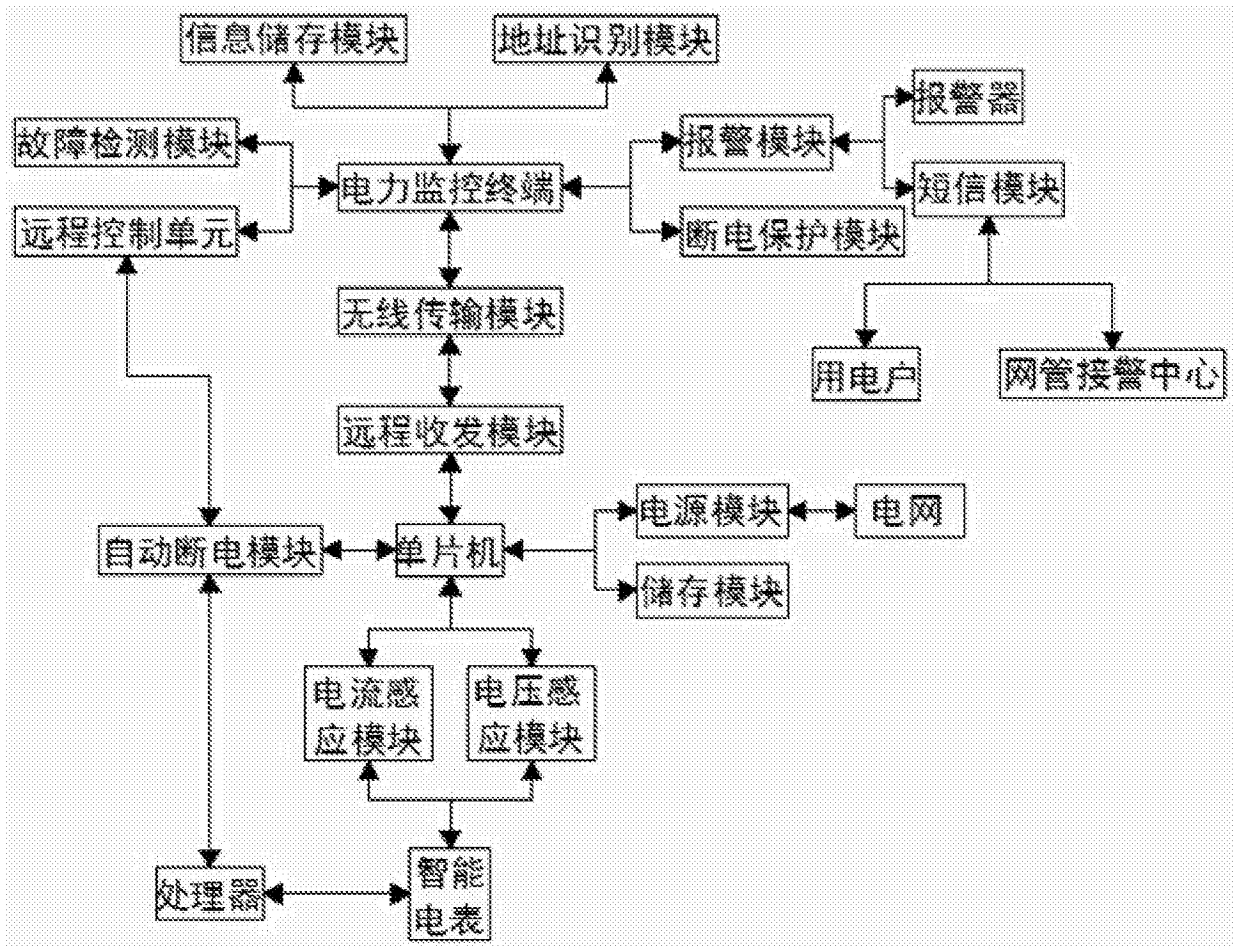 信息储存模块
地址识别模块
报警器
故障检测模块
报警模块
电力监控终端
短信模块
远程控制单元
断电保护模块
无线传输模块
用电户
网管接警中心
远程收发模块
电源模块
电网
自动断电模块
单片机
储存模块
电流感
应模块
电压感
应模块
处理器
智能
电表